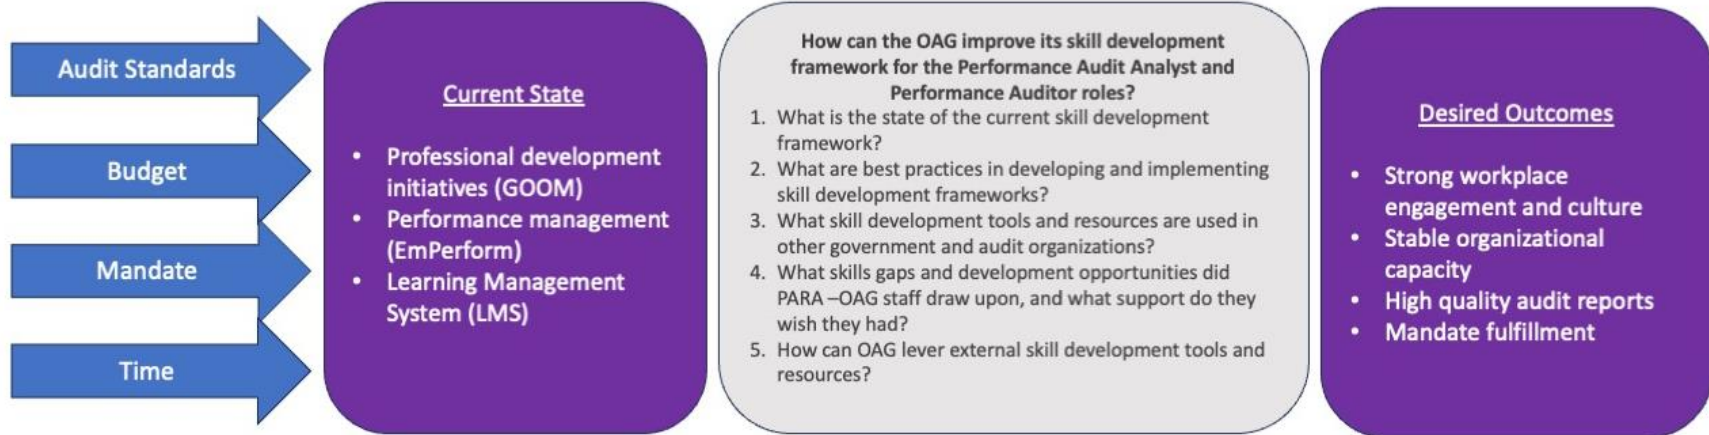 Audit Standards
Budget
Mandate
Time
Current State
• Professional development
initiatives (GOOM)
• Performance management
(EmPerform)
• Learning Management
System (LMS)
How can the OAG improve its skill development
framework for the Performance Audit Analyst and
Performance Auditor roles?
1. What is the state of the current skill development
framework?
2. What are best practices in developing and implementing
skill development frameworks?
3. What skill development tools and resources are used in
other government and audit organizations?
4. What skills gaps and development opportunities did
PARA –OAG staff draw upon, and what support do they
wish they had?
5. How can OAG lever external skill development tools and
resources?
Desired Outcomes
• Strong workplace
engagement and culture
• Stable organizational
capacity
• High quality audit reports
• Mandate fulfillment